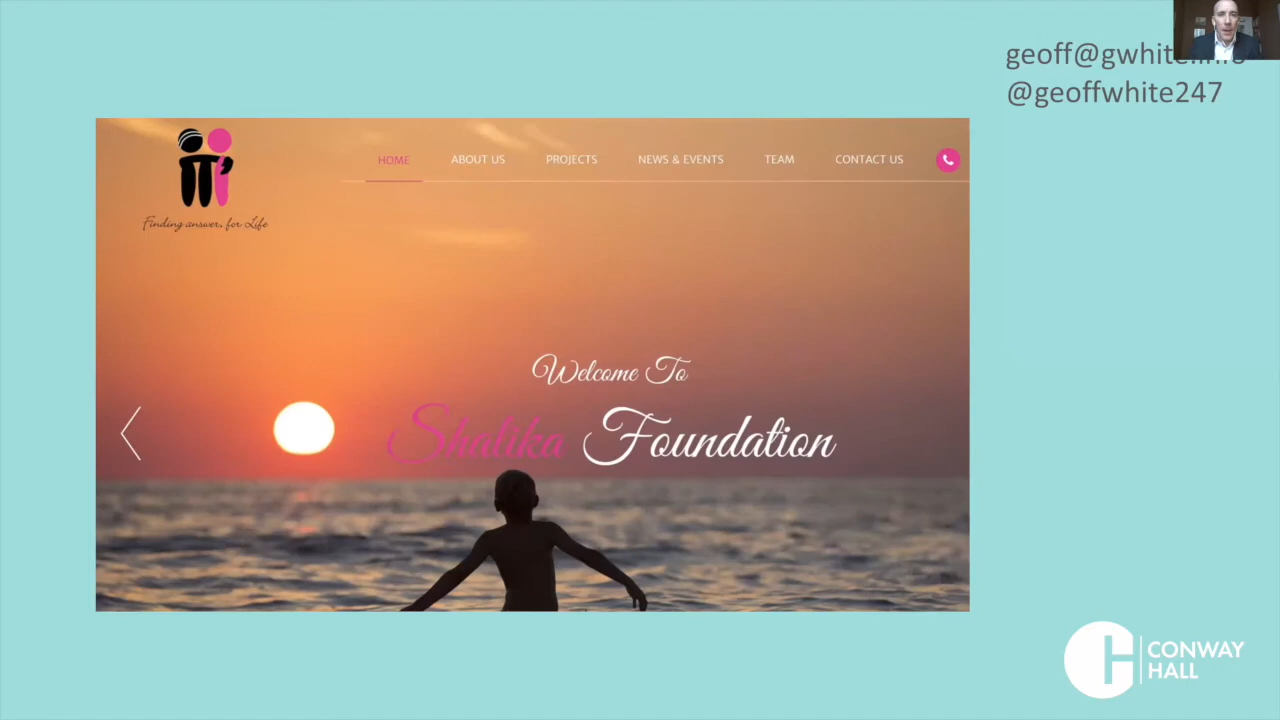 geoff@gwhite.info
@geoffwhite247
HOME ABOUT US PROJECTS NEWS & EVENTS TEAM CONTACT US
Finding answer, for Life
Welcome To
Shalika Foundation
CONWAY
HALL